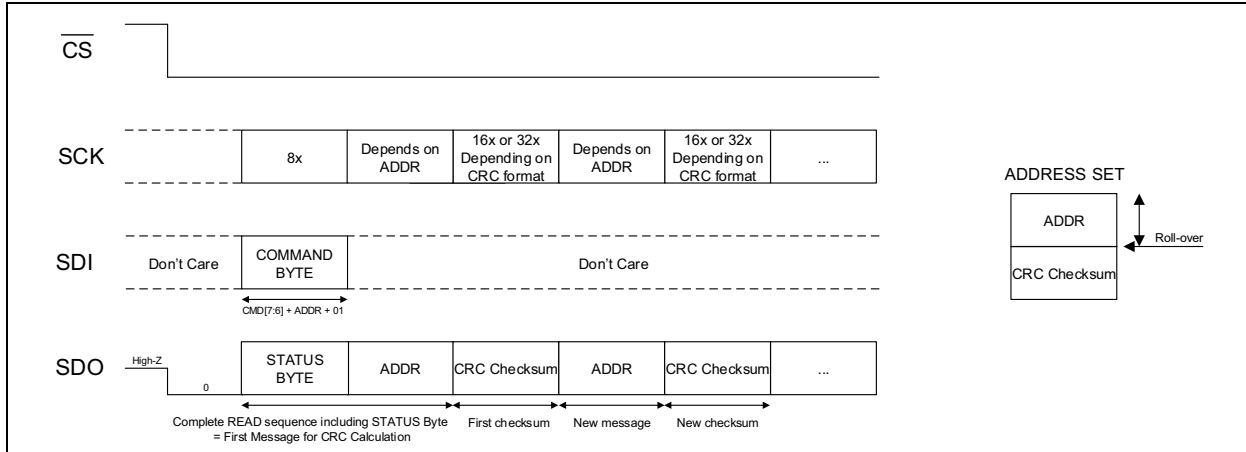 CS
SCK
8x
Depends on
ADDR
16x or 32x
Depending on
CRC format
Depends on
ADDR
16x or 32x
Depending on
CRC format
...
SDI
Don't Care
COMMAND
BYTE
Don't Care
CMD[7:6] + ADDR + 01
SDO
High-Z
0
STATUS
BYTE
ADDR
CRC Checksum
ADDR
CRC Checksum
...
Complete READ sequence including STATUS Byte
= First Message for CRC Calculation
First checksum
New message
New checksum
ADDRESS SET
ADDR
Roll-over
CRC Checksum